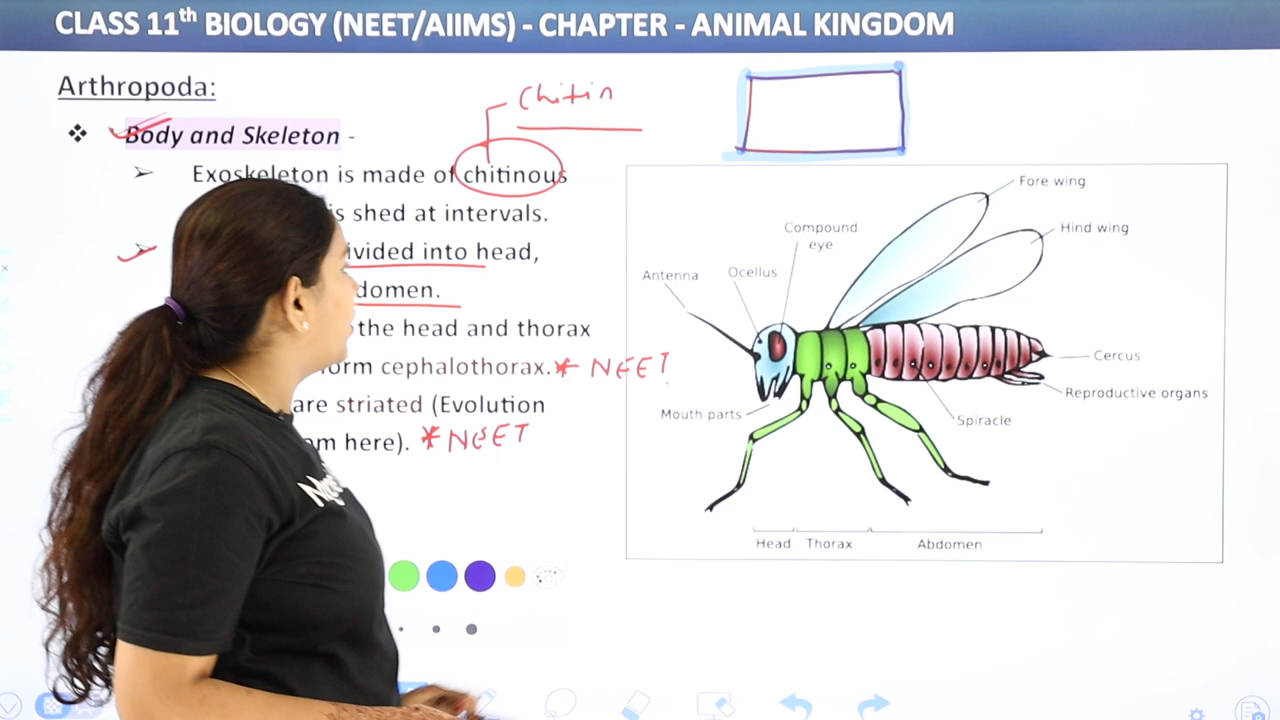 CLASS 11th BIOLOGY (NEET/AIIMS) - CHAPTER - ANIMAL KINGDOM
Arthropoda:
Chitin
❖ Body and Skeleton -
➢ Exoskeleton is made of chitinous
is shed at intervals.
➢ ivided into head,
domen.
the head and thorax
orm cephalothorax. * NEET
are striated (Evolution
om here). * NEET
Fore wing
Hind wing
Compound
eye
Antenna
Ocellus
Cercus
Reproductive organs
Mouth parts
Spiracle
Head Thorax Abdomen